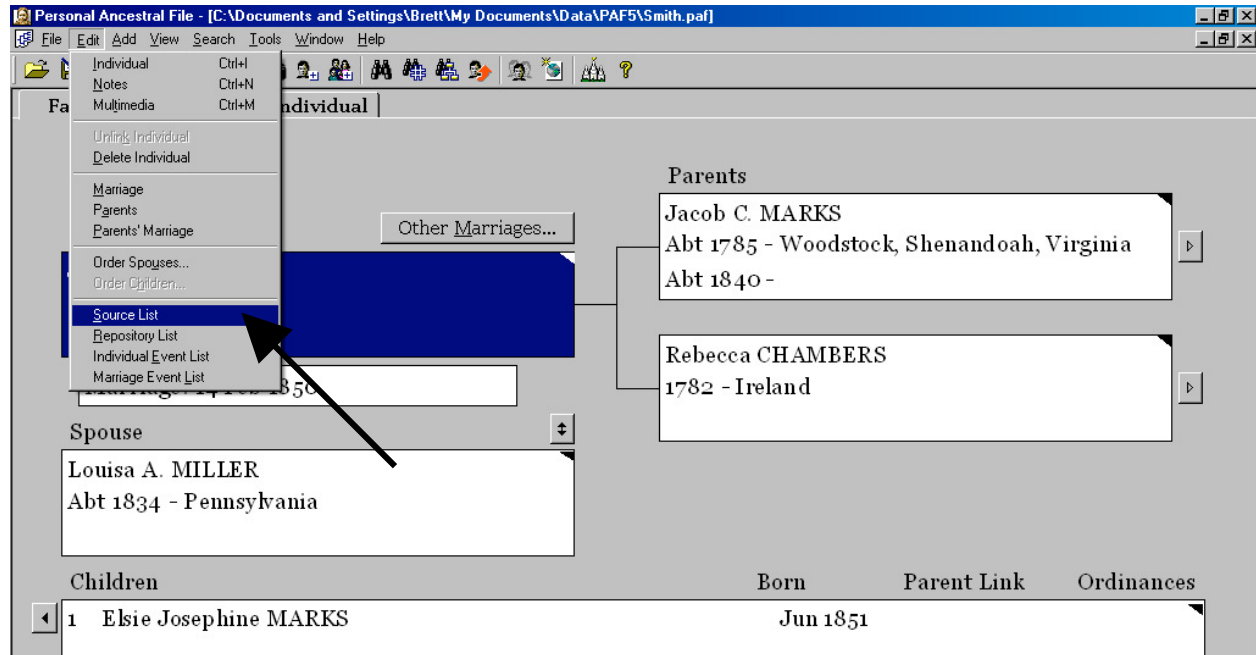 Personal Ancestral File - [C:\Documents and Settings\Brett\My Documents\Data\PAF5\Smith.paf]
File Edit Add View Search Tools Window Help
Individual Ctrl+I
Notes Ctrl+N
Multimedia Ctrl+M
Unlink Individual
Delete Individual
Marriage
Parents
Parents' Marriage
Order Spouses...
Order Children...
Source List
Repository List
Individual Event List
Marriage Event List
Fa
ndividual
Other Marriages...
Parents
Jacob C. MARKS
Abt 1785 - Woodstock, Shenandoah, Virginia
Abt 1840 -
Rebecca CHAMBERS
1782 - Ireland
1850
Spouse
Louisa A. MILLER
Abt 1834 - Pennsylvania
Children Born Parent Link Ordinances
1 Elsie Josephine MARKS Jun 1851